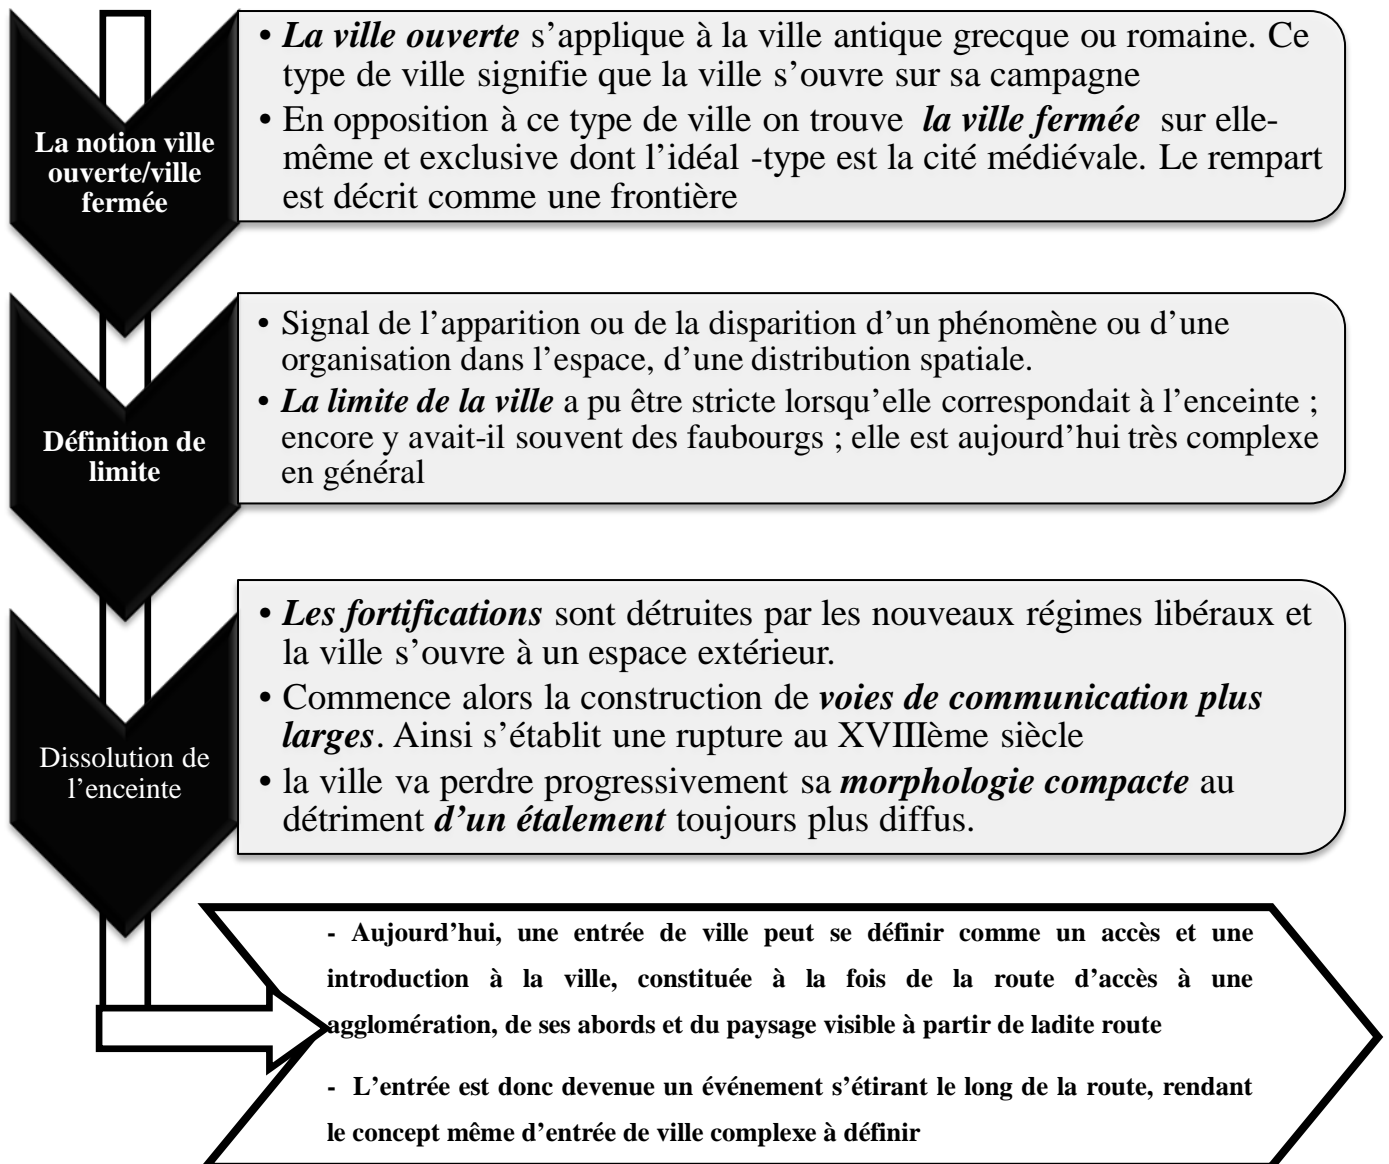 La notion ville
ouverte/ville
fermée
• La ville ouverte s’applique à la ville antique grecque ou romaine. Ce
type de ville signifie que la ville s’ouvre sur sa campagne
• En opposition à ce type de ville on trouve la ville fermée sur elle-
même et exclusive dont l’idéal -type est la cité médiévale. Le rempart
est décrit comme une frontière
Définition de
limite
• Signal de l’apparition ou de la disparition d’un phénomène ou d’une
organisation dans l’espace, d’une distribution spatiale.
• La limite de la ville a pu être stricte lorsqu’elle correspondait à l’enceinte ;
encore y avait-il souvent des faubourgs ; elle est aujourd’hui très complexe
en général
Dissolution de
l’enceinte
• Les fortifications sont détruites par les nouveaux régimes libéraux et
la ville s’ouvre à un espace extérieur.
• Commence alors la construction de voies de communication plus
larges. Ainsi s’établit une rupture au XVIIIème siècle
• la ville va perdre progressivement sa morphologie compacte au
détriment d’un étalement toujours plus diffus.
- Aujourd’hui, une entrée de ville peut se définir comme un accès et une
introduction à la ville, constituée à la fois de la route d’accès à une
agglomération, de ses abords et du paysage visible à partir de ladite route
- L’entrée est donc devenue un événement s’étirant le long de la route, rendant
le concept même d’entrée de ville complexe à définir